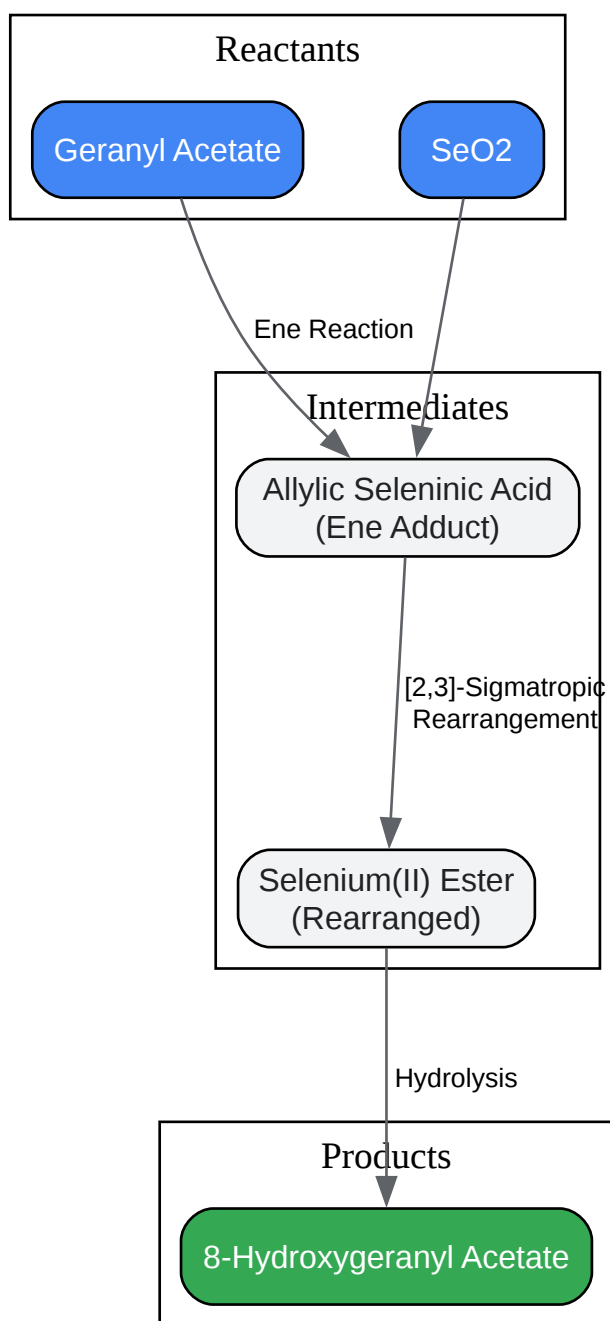 Reactants
Geranyl Acetate
SeO2
Ene Reaction
Intermediates
Allylic Seleninic Acid
(Ene Adduct)
[2,3]-Sigmatropic
Rearrangement
Selenium(II) Ester
(Rearranged)
Hydrolysis
Products
8-Hydroxygeranyl Acetate